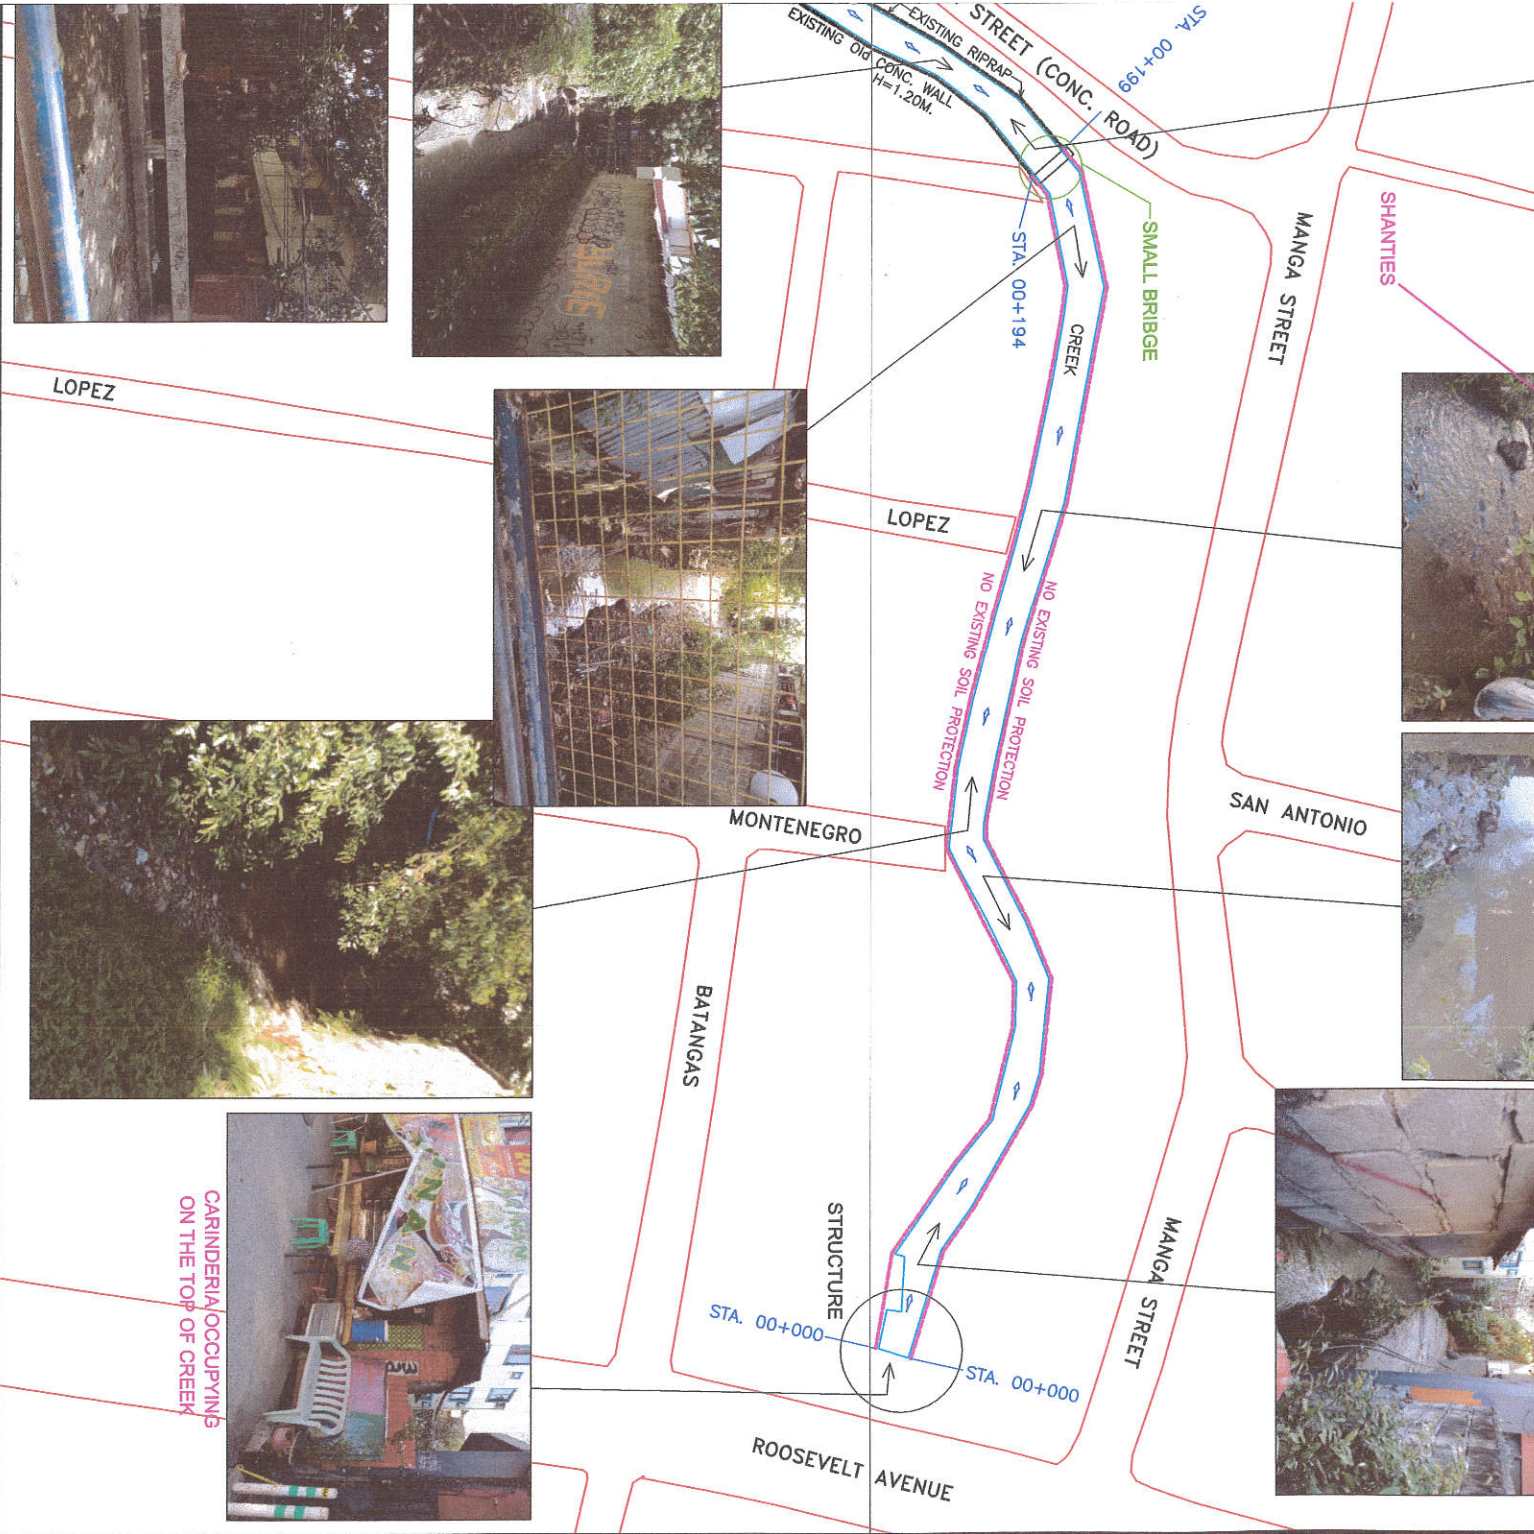 STREET (CONC. ROAD)
STA. 00+199
EXISTING RIPRAP
EXISTING Old CONC. WALL
H=1.20M.
SMALL BRIBGE
STA. 00+194
SHANTIES
MANGA STREET
CREEK
LOPEZ
LOPEZ
NO EXISTING SOIL PROTECTION
NO EXISTING SOIL PROTECTION
SAN ANTONIO
MONTENEGRO
BATANGAS
STRUCTURE
MANGA STREET
STA. 00+000
STA. 00+000
CARINDERIA OCCUPYING
ON THE TOP OF CREEK
ROOSEVELT AVENUE